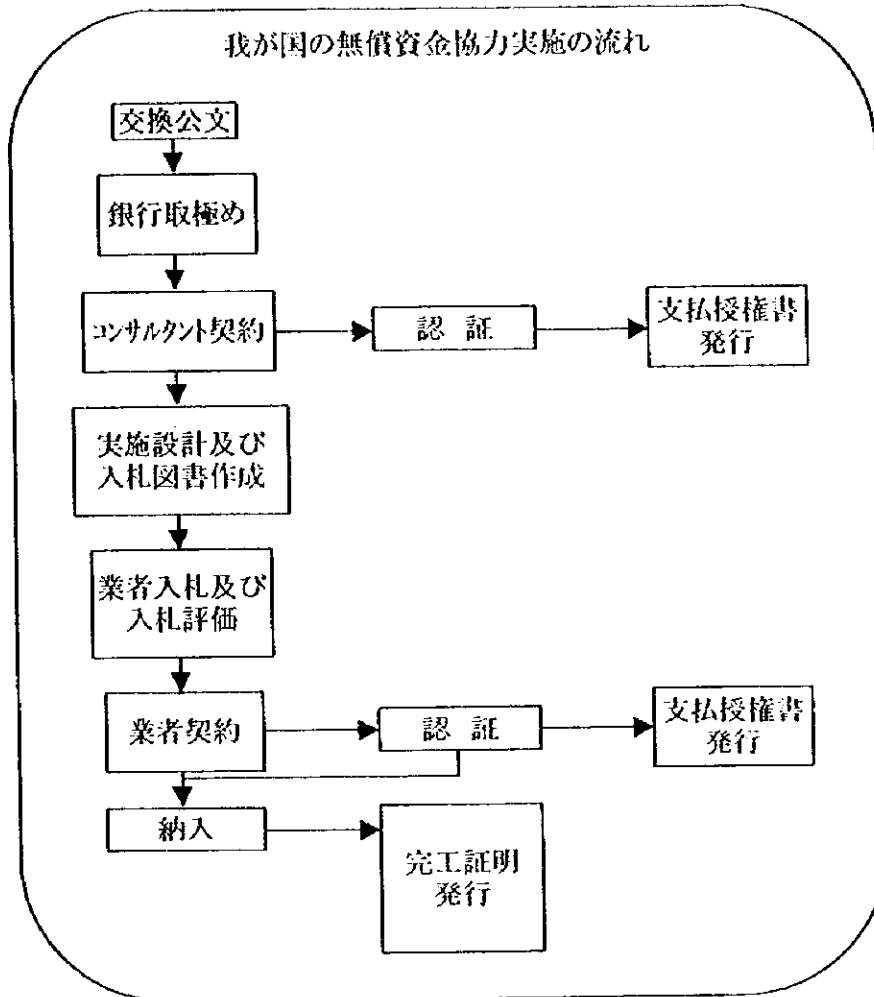 我が国の無償資金協力実施の流れ
交換公文
銀行取極め
コンサルタント契約
認証
支払授権書
発行
実施設計及び
入札図書作成
業者入札及び
入札評価
業者契約
認証
支払授権書
発行
納入
完工証明
発行